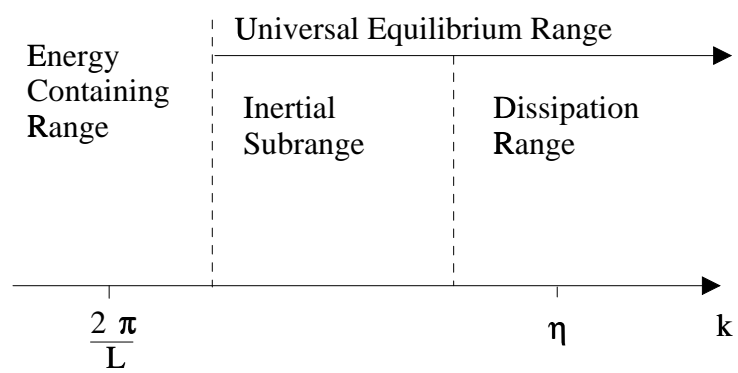 Universal Equilibrium Range
Energy
Containing
Range
Inertial
Subrange
Dissipation
Range
2 π
L
η
k